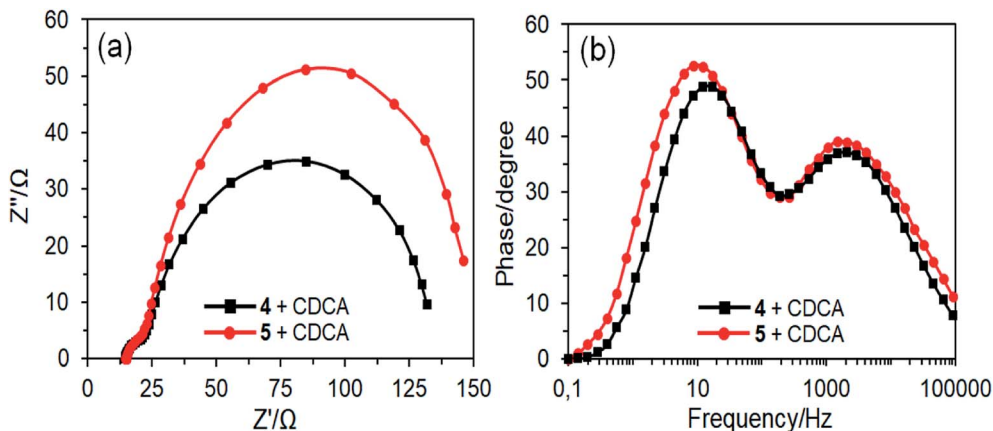 (a)
60
50
40
30
20
10
0
Z''/Ω
0 25 50 75 100 125 150
Z'/Ω
4 + CDCA
5 + CDCA
(b)
60
50
40
30
20
10
0
Phase/degree
0,1 10 1000 100000
Frequency/Hz
4 + CDCA
5 + CDCA